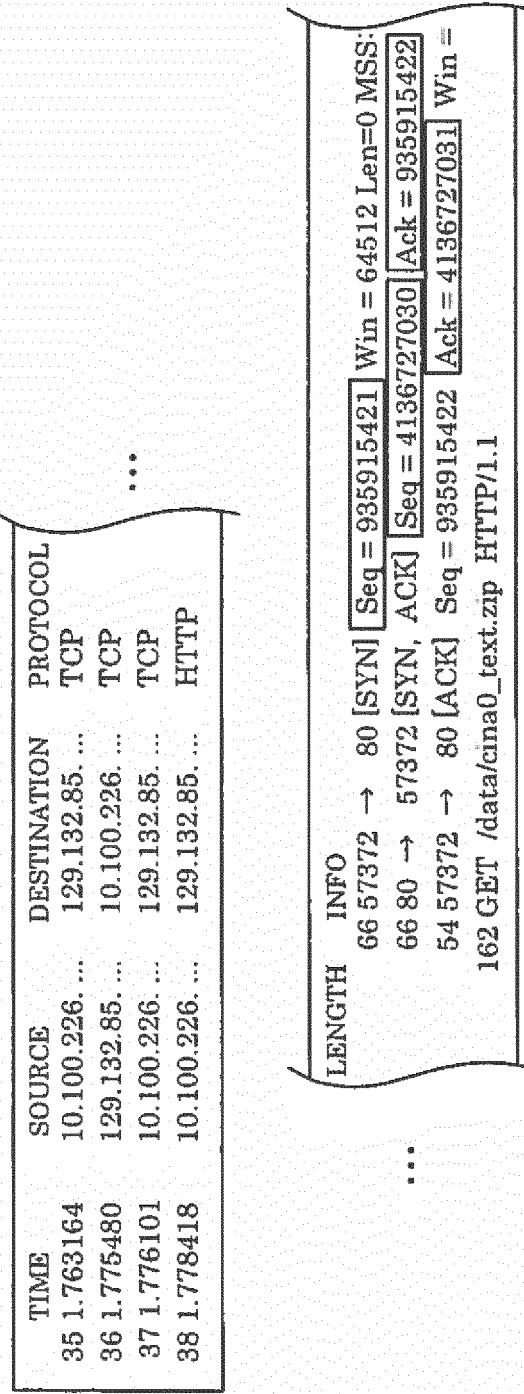 TIME SOURCE DESTINATION PROTOCOL
35 1.763164 10.100.226. ... 129.132.85. ... TCP
36 1.775480 129.132.85. ... 10.100.226. ... TCP
37 1.776101 10.100.226. ... 129.132.85. ... TCP
38 1.778418 10.100.226. ... 129.132.85. ... HTTP
...
...
LENGTH INFO
66 57372 → 80 [SYN] Seq = 935915421 Win = 64512 Len=0 MSS:
66 80 → 57372 [SYN, ACK] Seq = 4136727030 Ack = 935915422
54 57372 → 80 [ACK] Seq = 935915422 Ack = 4136727031 Win =
162 GET /data/cina0_text.zip HTTP/1.1